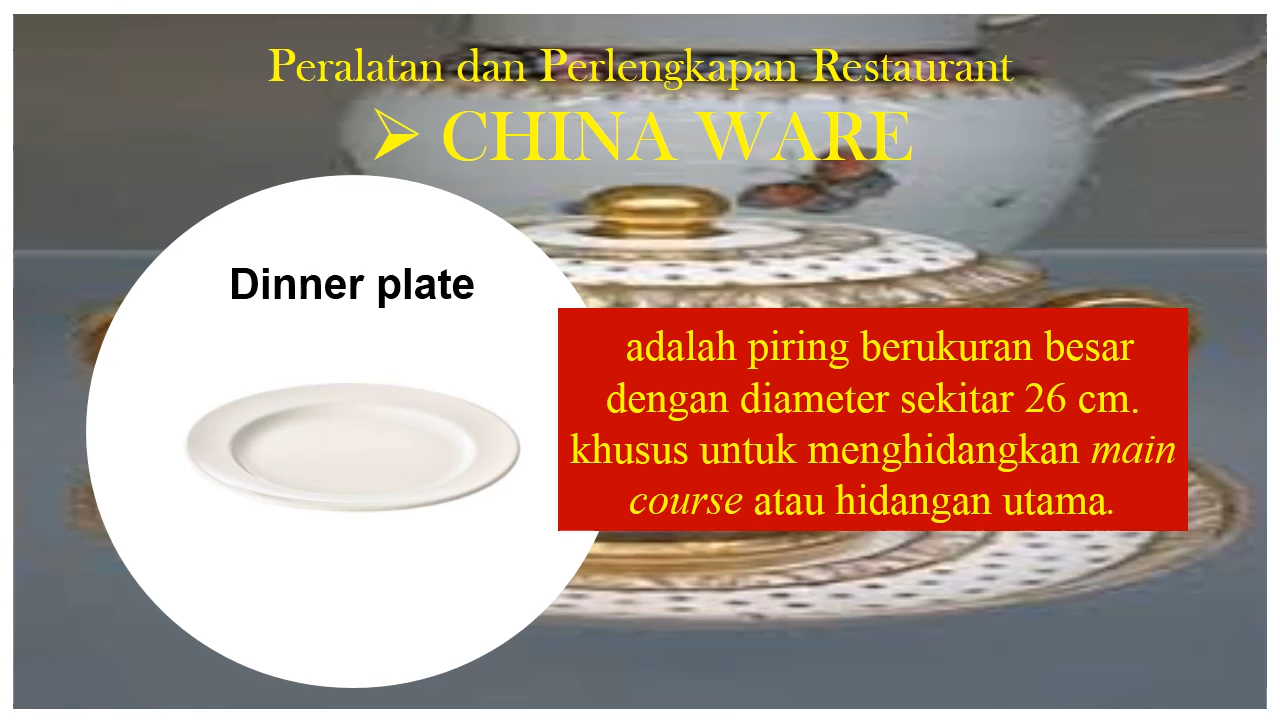 Peralatan dan Perlengkapan Restaurant
➢ CHINA WARE
Dinner plate
adalah piring berukuran besar
dengan diameter sekitar 26 cm.
khusus untuk menghidangkan main
course atau hidangan utama.